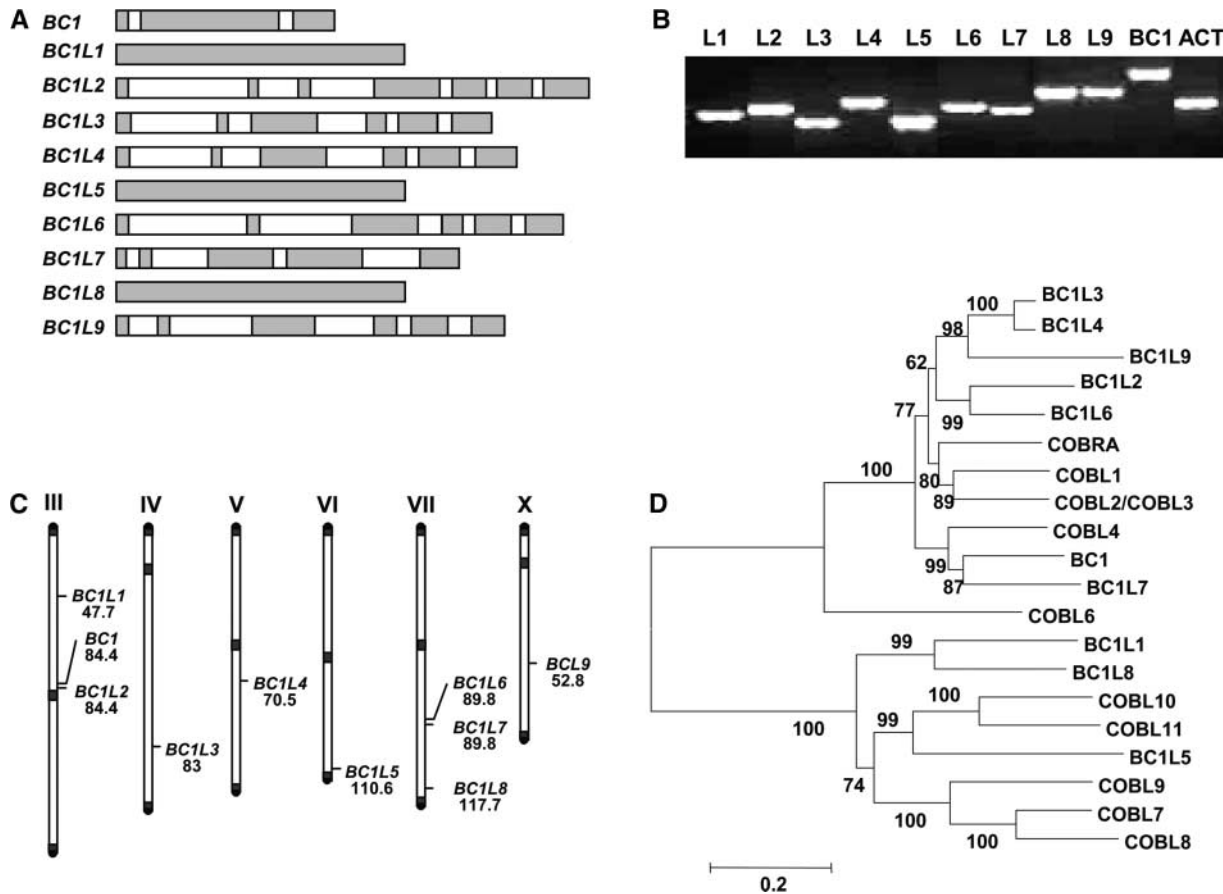 A
BC1
BC1L1
BC1L2
BC1L3
BC1L4
BC1L5
BC1L6
BC1L7
BC1L8
BC1L9
B
L1 L2 L3 L4 L5 L6 L7 L8 L9 BC1 ACT
C
III IV V VI VII X
BC1L1
47.7
BC1
84.4
BC1L2
84.4
BC1L3
83
BC1L4
70.5
BC1L5
110.6
BC1L6
89.8
BC1L7
89.8
BC1L8
117.7
BCL9
52.8
D
100
BC1L3
BC1L4
98
BC1L9
62
BC1L2
99
BC1L6
77
COBRA
100
80
COBL1
89
COBL2/COBL3
COBL4
99
BC1
87
BC1L7
COBL6
99
BC1L1
BC1L8
100
100
COBL10
99
COBL11
BC1L5
74
COBL9
100
COBL7
100
COBL8
0.2